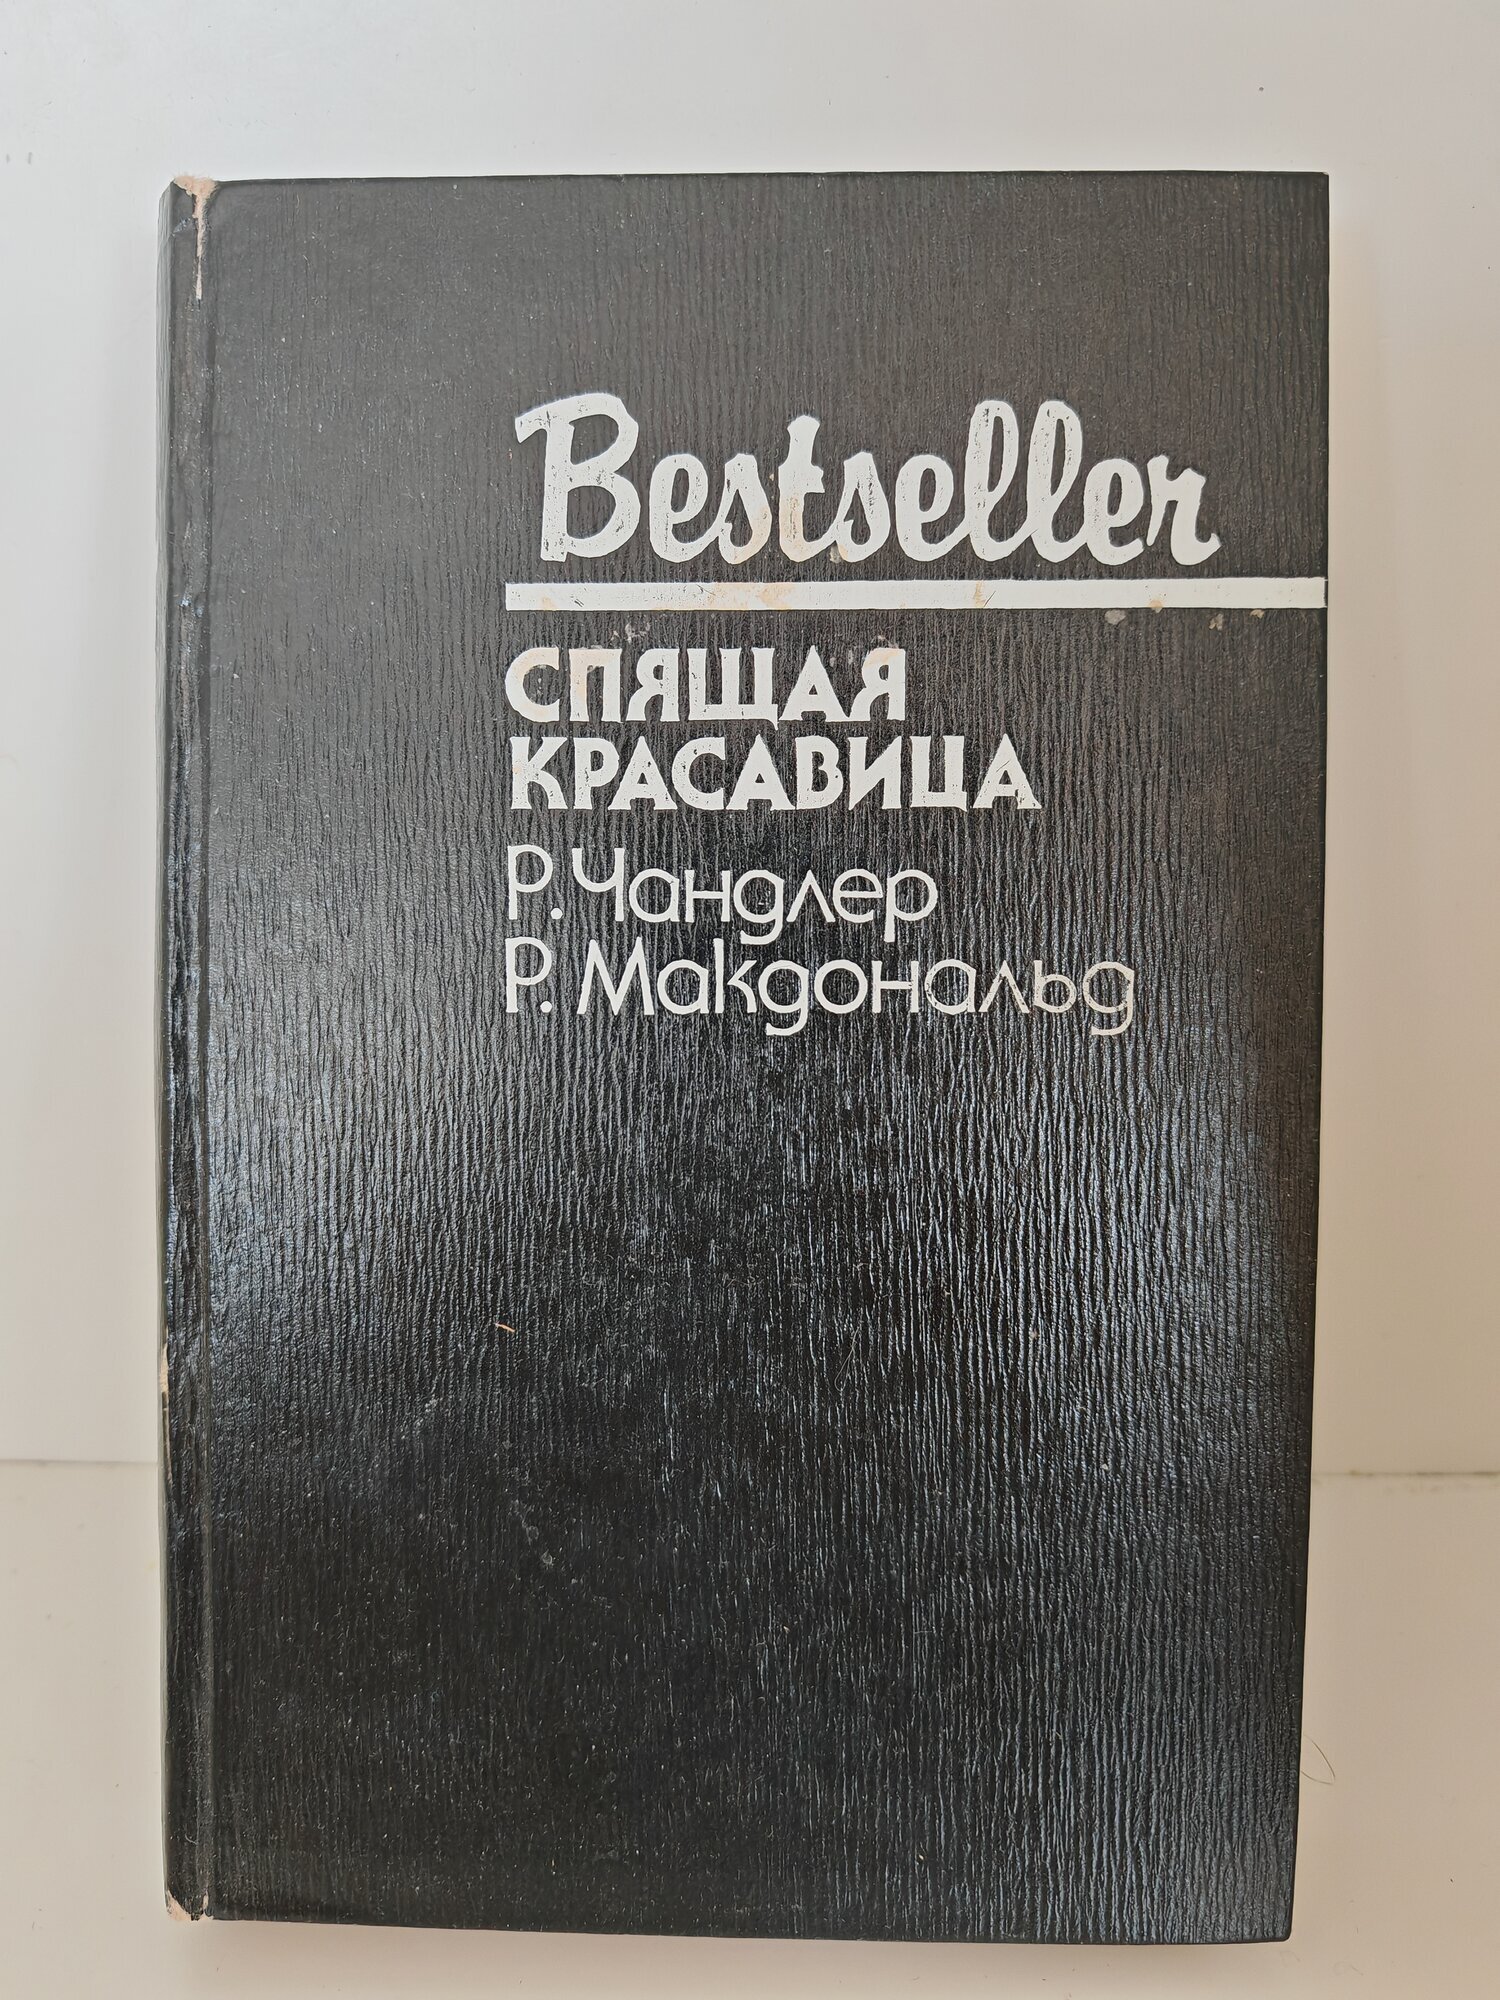 Bestseller
СПЯЩАЯ
КРАСАВИЦА
Р. Чандлер
Р. Макдональд